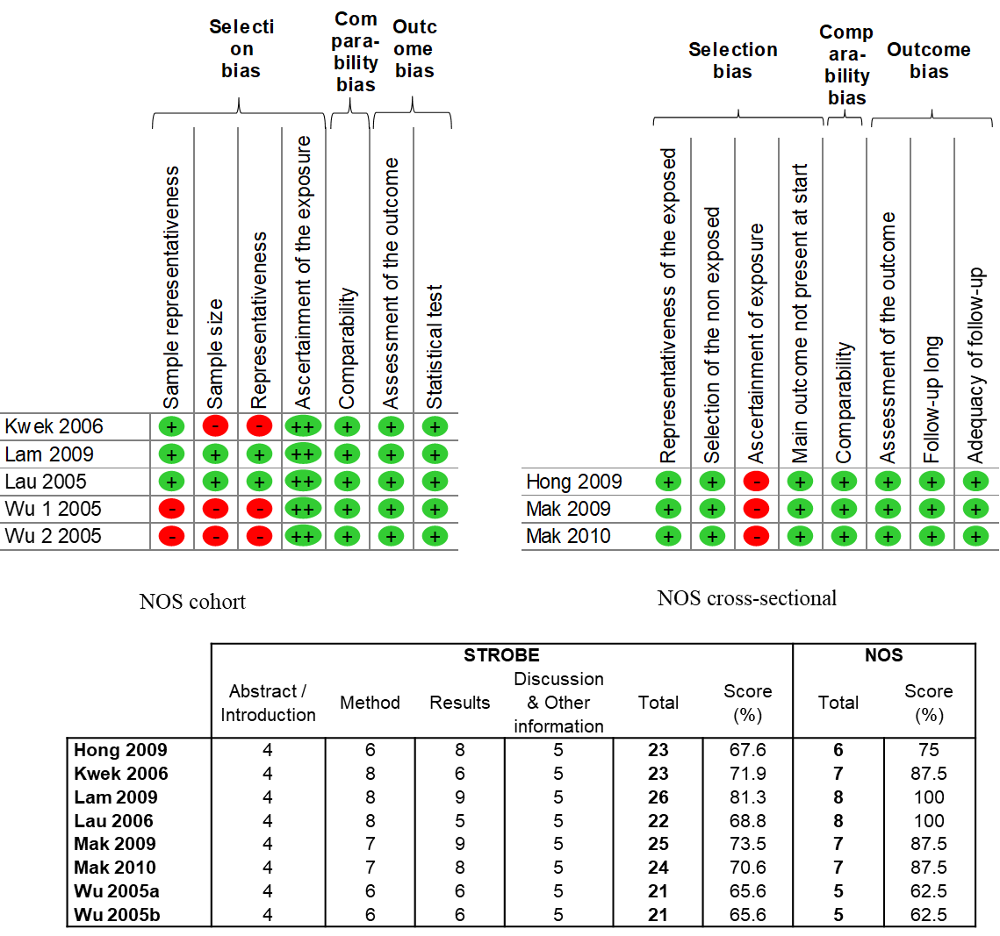 Selecti
on
bias
Com
para-
bility
bias
Outc
ome
bias
Sample representativeness
Sample size
Representativeness
Ascertainment of the exposure
Comparability
Assessment of the outcome
Statistical test
Kwek 2006 + - - ++ + + +
Lam 2009 + + + ++ + + +
Lau 2005 + + + ++ + + +
Wu 1 2005 - - - ++ + + +
Wu 2 2005 - - - ++ + + +
NOS cohort
Selection
bias
Comp
ara-
bility
bias
Outcome
bias
Representativeness of the exposed
Selection of the non exposed
Ascertainment of exposure
Main outcome not present at start
Comparability
Assessment of the outcome
Follow-up long
Adequacy of follow-up
Hong 2009 + + - + + + + +
Mak 2009 + + - + + + + +
Mak 2010 + + - + + + + +
NOS cross-sectional
STROBE NOS
Abstract /
Introduction
Method
Results
Discussion
& Other
information
Total
Score
(%)
Total
Score
(%)
Hong 2009 4 6 8 5 23 67.6 6 75
Kwek 2006 4 8 6 5 23 71.9 7 87.5
Lam 2009 4 8 9 5 26 81.3 8 100
Lau 2006 4 8 5 5 22 68.8 8 100
Mak 2009 4 7 9 5 25 73.5 7 87.5
Mak 2010 4 7 8 5 24 70.6 7 87.5
Wu 2005a 4 6 6 5 21 65.6 5 62.5
Wu 2005b 4 6 6 5 21 65.6 5 62.5